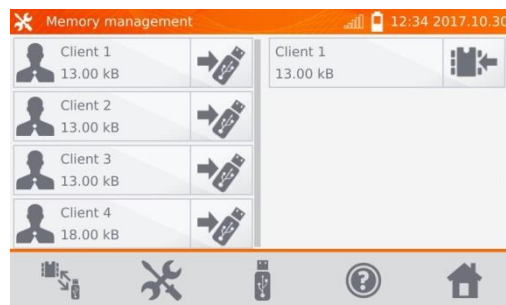 Memory management
12:34 2017.10.30
Client 1
13.00 kB
Client 2
13.00 kB
Client 3
13.00 kB
Client 4
18.00 kB
Client 1
13.00 kB
?